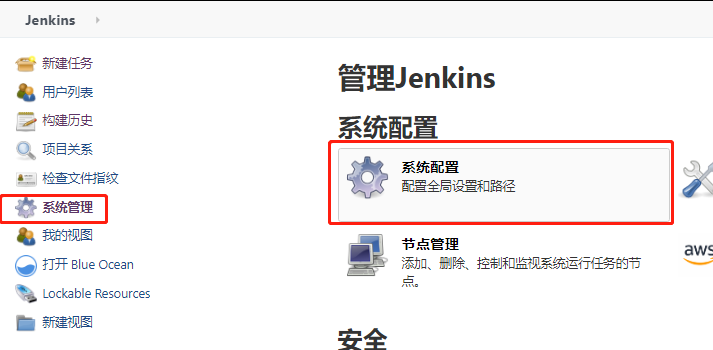 Jenkins
新建任务
用户列表
构建历史
项目关系
检查文件指纹
系统管理
我的视图
打开 Blue Ocean
Lockable Resources
新建视图
管理Jenkins
系统配置
系统配置
配置全局设置和路径
节点管理
添加、删除、控制和监视系统运行任务的节
点。
aws
安全